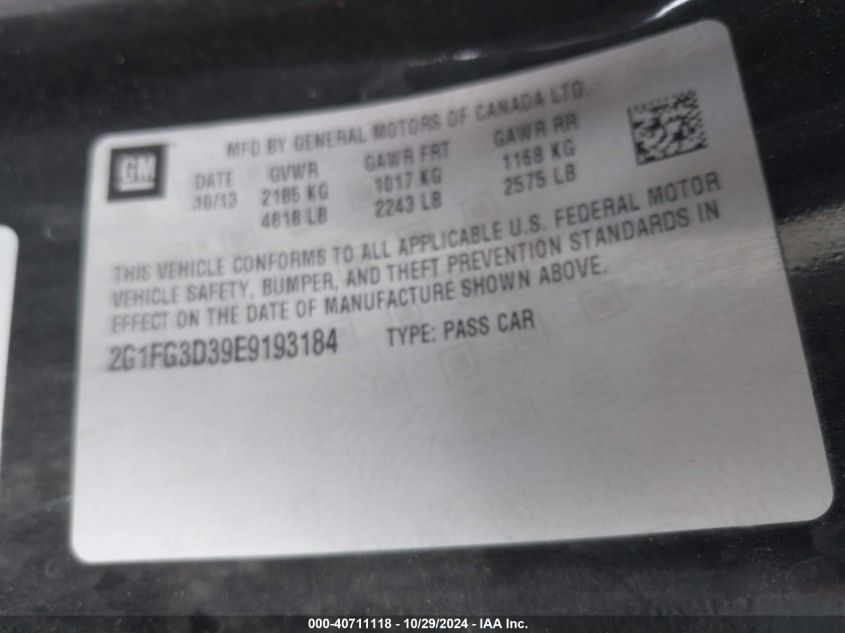 GM
MFD BY GENERAL MOTORS OF CANADA LTD.
DATE GVWR GAWR FRT GAWR RR
10/13 2185 KG 1017 KG 1168 KG
4818 LB 2243 LB 2575 LB
THIS VEHICLE CONFORMS TO ALL APPLICABLE U.S. FEDERAL MOTOR
VEHICLE SAFETY, BUMPER, AND THEFT PREVENTION STANDARDS IN
EFFECT ON THE DATE OF MANUFACTURE SHOWN ABOVE.
2G1FG3D39E9193184 TYPE: PASS CAR
000-40711118 - 10/29/2024 - IAA Inc.